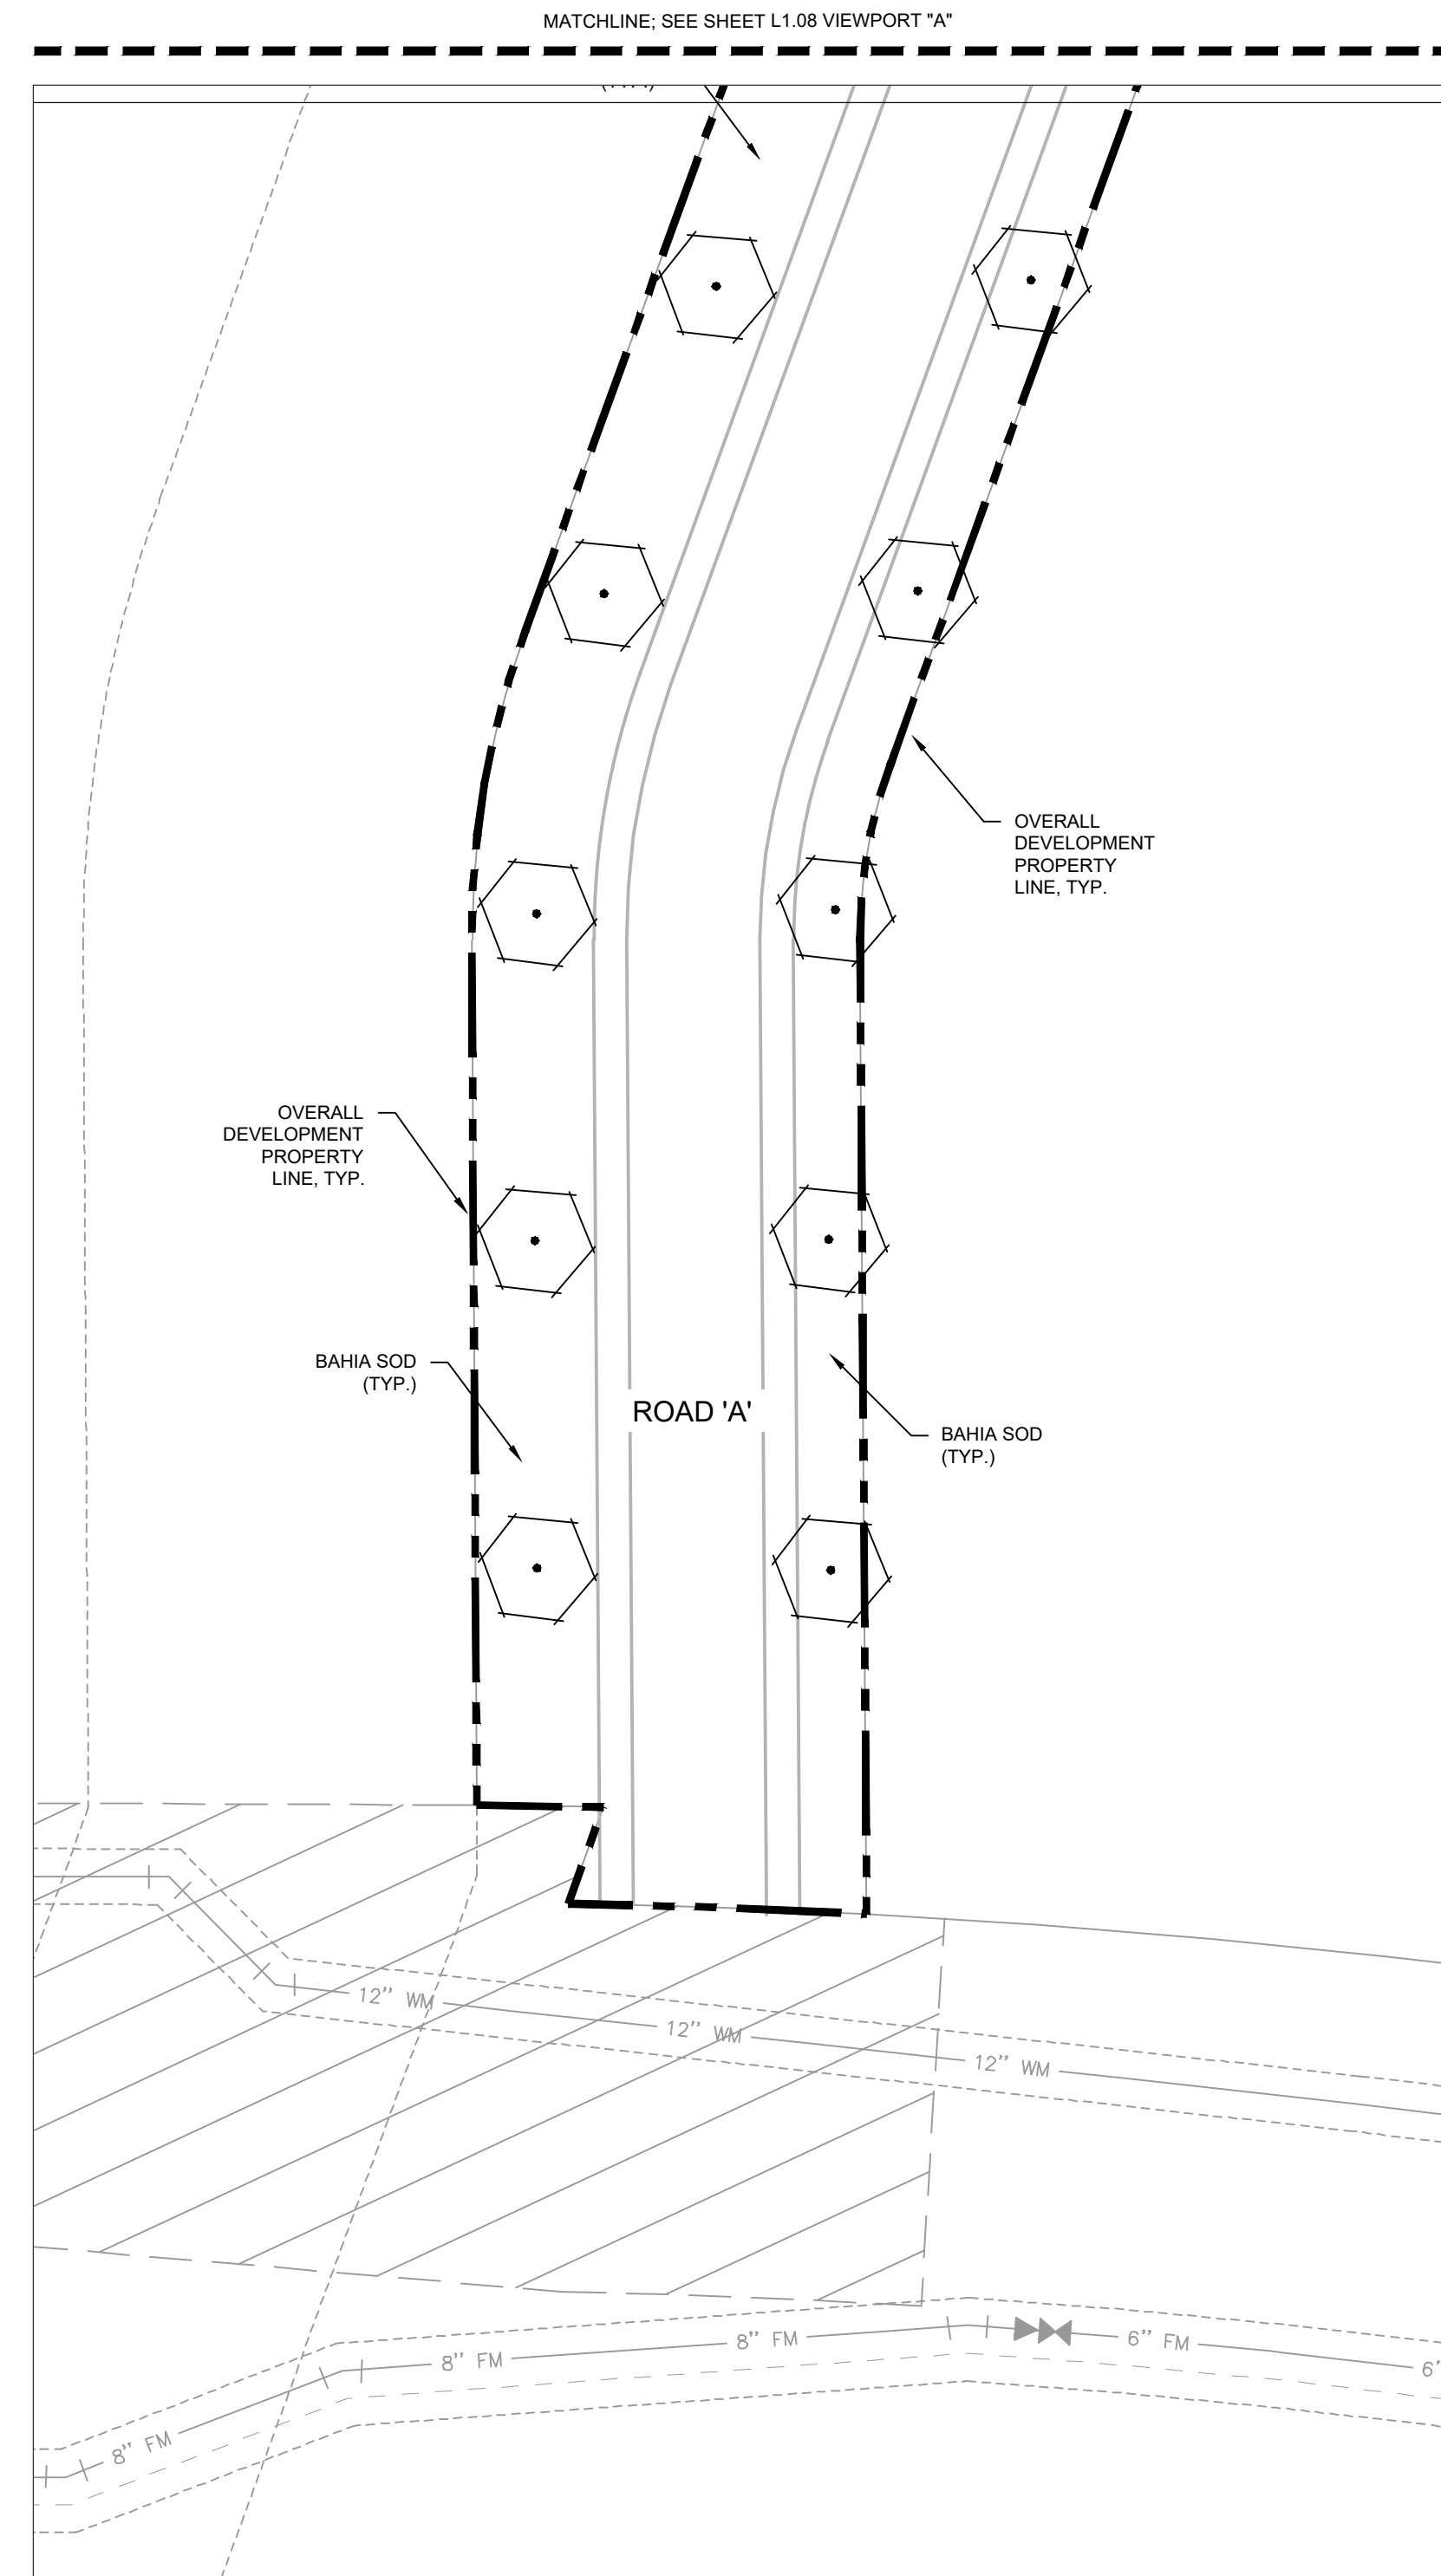 MATCHLINE; SEE SHEET L1.08 VIEWPORT "A"
OVERALL
DEVELOPMENT
PROPERTY
LINE, TYP.
OVERALL
DEVELOPMENT
PROPERTY
LINE, TYP.
BAHIA SOD
(TYP.)
ROAD 'A'
BAHIA SOD
(TYP.)
12" WM
12" WM
12" WM
8" FM
6" FM
8" FM
6"
8" FM